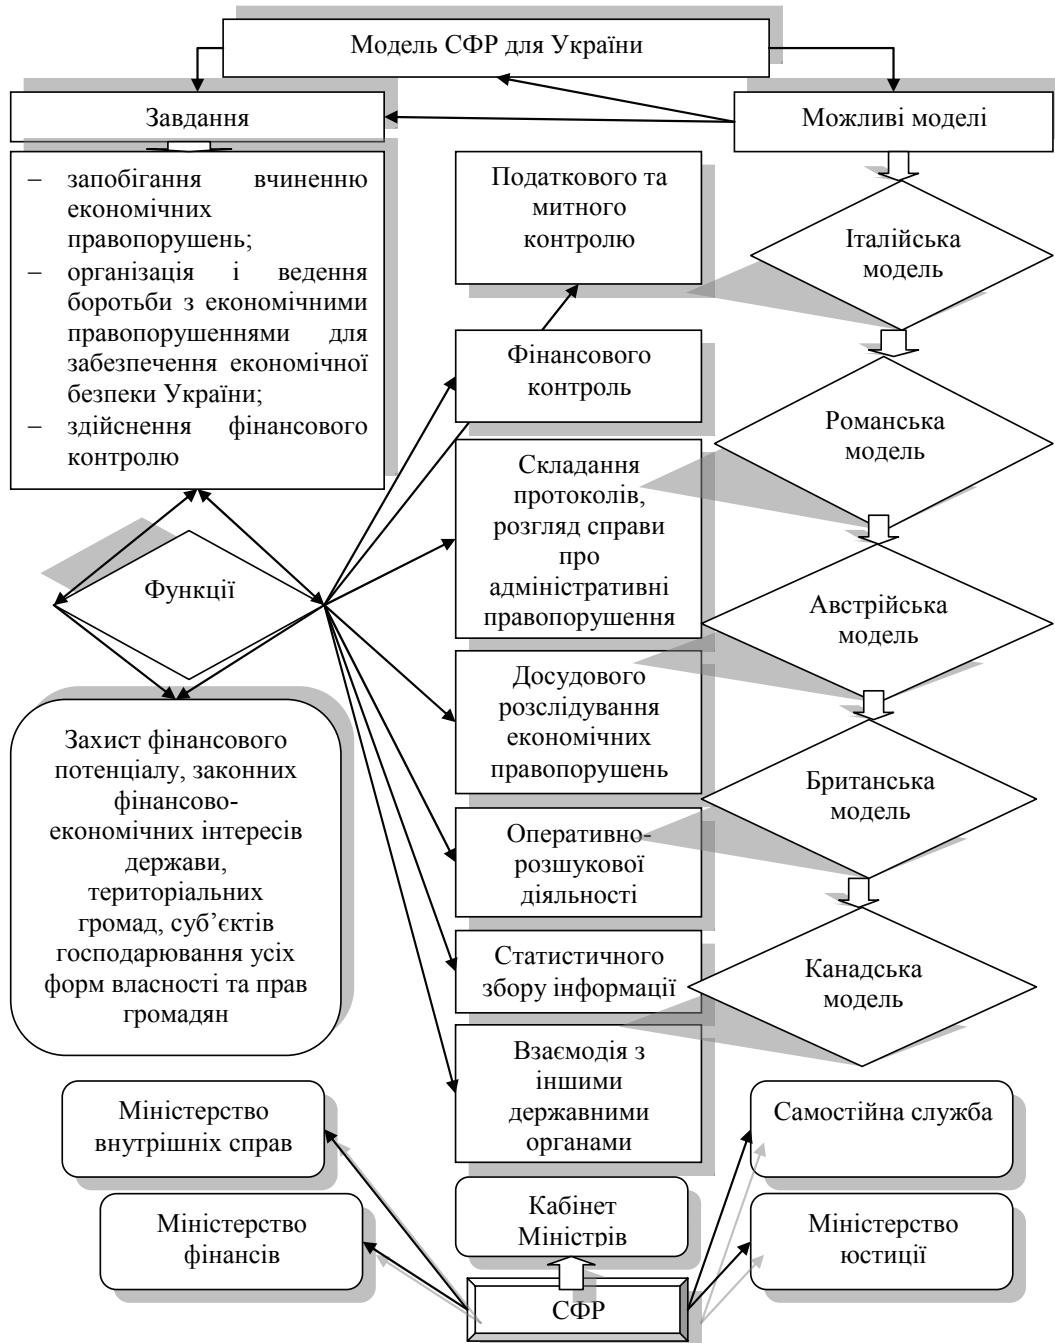 Модель СФР для України
Завдання
Можливі моделі
– запобігання вчиненню
економічних
правопорушень;
– організація і ведення
боротьби з економічними
правопорушеннями для
забезпечення економічної
безпеки України;
– здійснення фінансового
контролю
Функції
Захист фінансового
потенціалу, законних
фінансово-
економічних інтересів
держави,
територіальних
громад, суб’єктів
господарювання усіх
форм власності та прав
громадян
Податкового та
митного
контролю
Фінансового
контроль
Складання
протоколів,
розгляд справи
про
адміністративні
правопорушення
Досудового
розслідування
економічних
правопорушень
Оперативно-
розшукової
діяльності
Статистичного
збору інформації
Взаємодія з
іншими
державними
органами
Італійська
модель
Романська
модель
Австрійська
модель
Британська
модель
Канадська
модель
Міністерство
внутрішніх справ
Міністерство
фінансів
Кабінет
Міністрів
Самостійна служба
Міністерство
юстиції
СФР